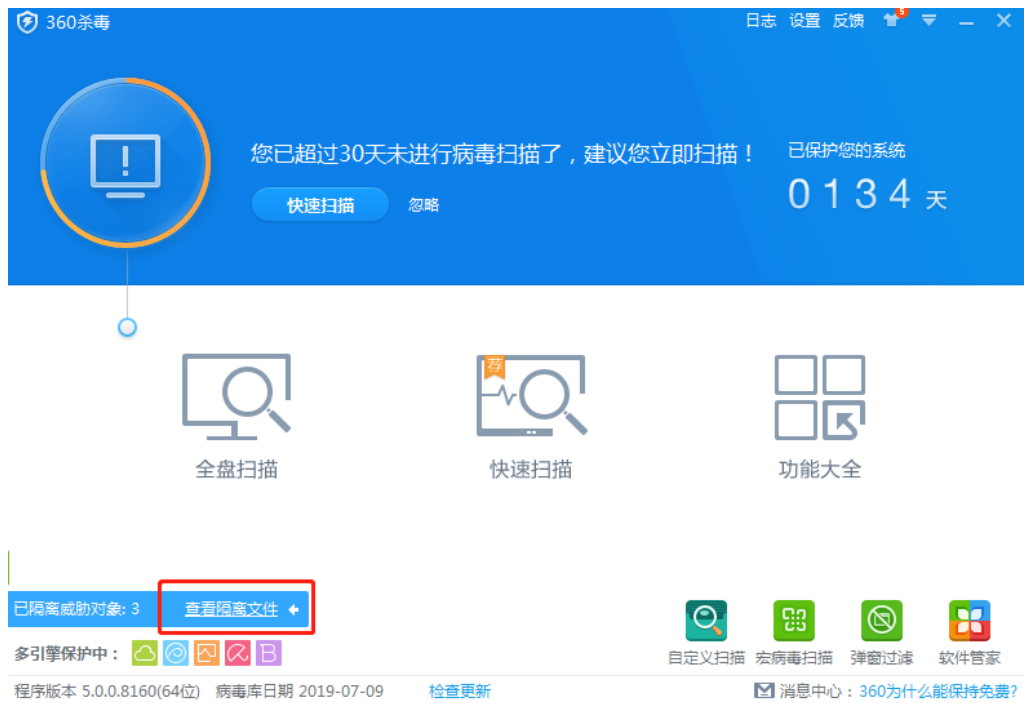 360杀毒
日志 设置 反馈 5
您已超过30天未进行病毒扫描了，建议您立即扫描！
已保护您的系统
快速扫描 忽略
0134 天
荐
全盘扫描 快速扫描 功能大全
已隔离威胁对象: 3 查看隔离文件
多引擎保护中：
B
自定义扫描 宏病毒扫描 弹窗过滤 软件管家
程序版本 5.0.0.8160(64位) 病毒库日期 2019-07-09 检查更新 消息中心：360为什么能保持免费?